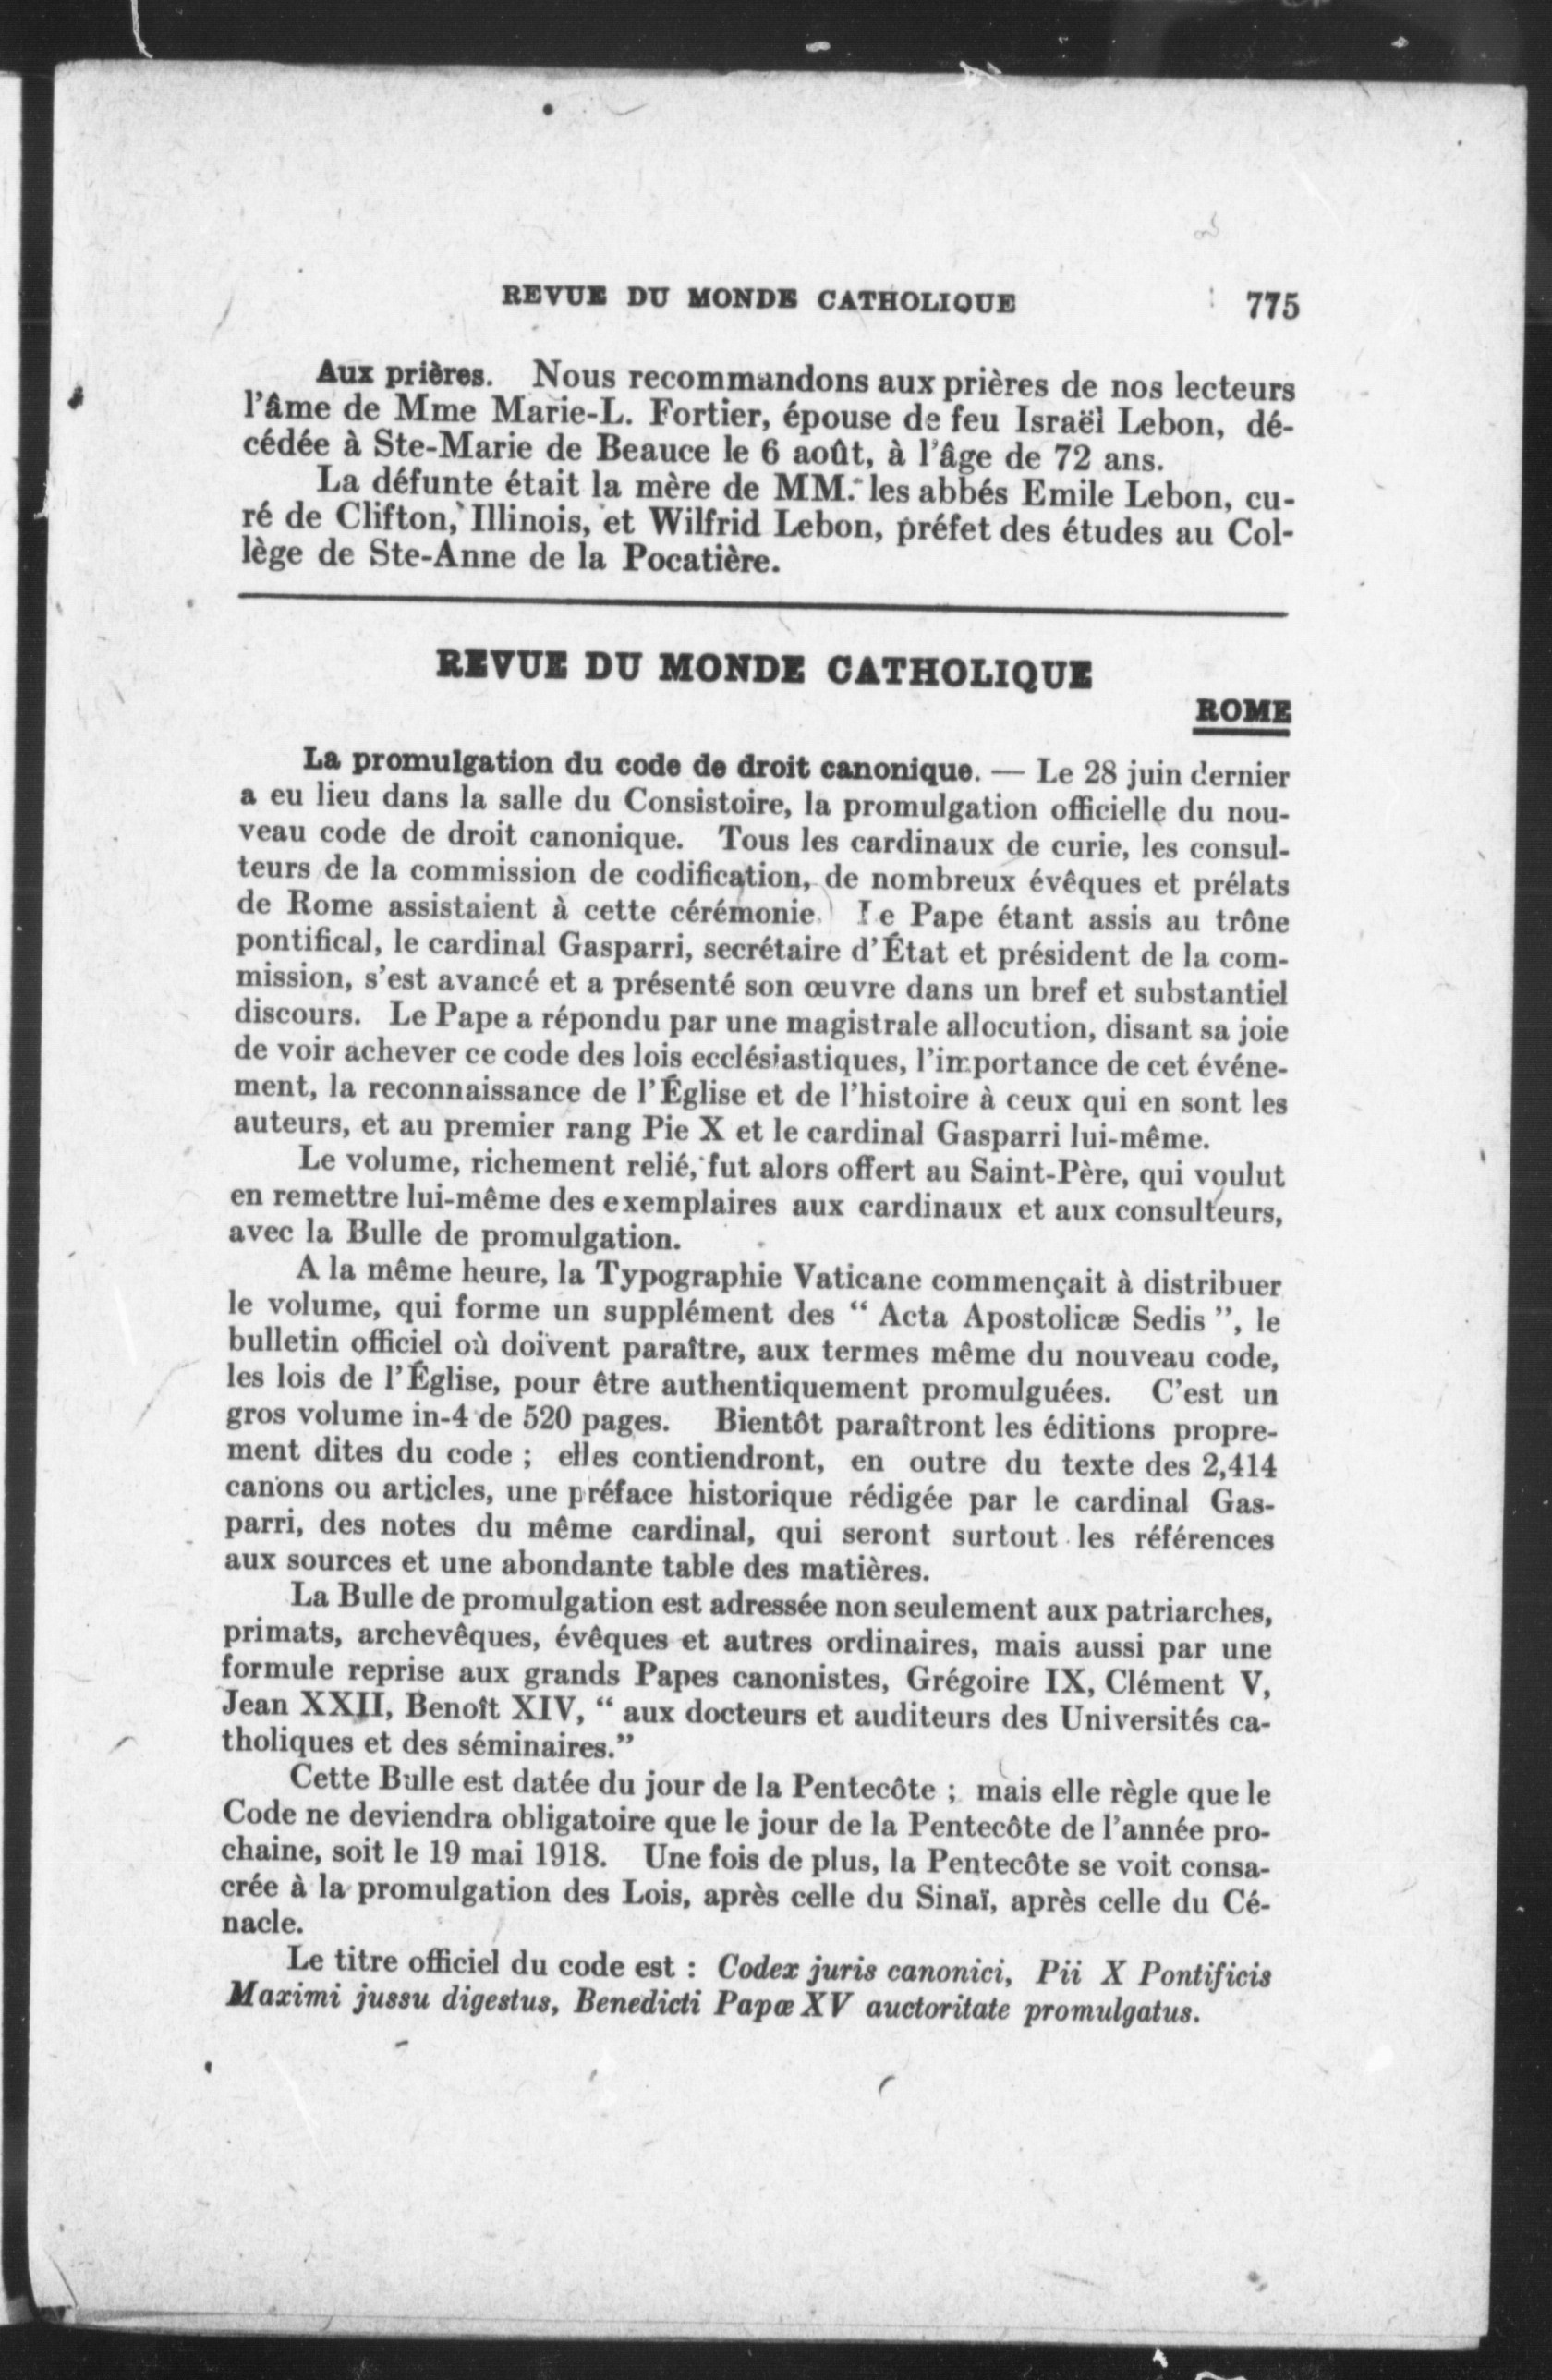 REVUE DU MONDE CATHOLIQUE 775
Aux prières. Nous recommandons aux prières de nos lecteurs
l'âme de Mme Marie-L. Fortier, épouse de feu Israël Lebon, dé-
cédée à Ste-Marie de Beauce le 6 août, à l'âge de 72 ans.
La défunte était la mère de MM. les abbés Emile Lebon, cu-
ré de Clifton, Illinois, et Wilfrid Lebon, préfet des études au Col-
lège de Ste-Anne de la Pocatière.
REVUE DU MONDE CATHOLIQUE
ROME
La promulgation du code de droit canonique. — Le 28 juin dernier
a eu lieu dans la salle du Consistoire, la promulgation officielle du nou-
veau code de droit canonique. Tous les cardinaux de curie, les consul-
teurs de la commission de codification, de nombreux évêques et prélats
de Rome assistaient à cette cérémonie. Le Pape étant assis au trône
pontifical, le cardinal Gasparri, secrétaire d'État et président de la com-
mission, s'est avancé et a présenté son œuvre dans un bref et substantiel
discours. Le Pape a répondu par une magistrale allocution, disant sa joie
de voir achever ce code des lois ecclésiastiques, l'importance de cet événe-
ment, la reconnaissance de l'Église et de l'histoire à ceux qui en sont les
auteurs, et au premier rang Pie X et le cardinal Gasparri lui-même.
Le volume, richement relié, fut alors offert au Saint-Père, qui voulut
en remettre lui-même des exemplaires aux cardinaux et aux consulteurs,
avec la Bulle de promulgation.
A la même heure, la Typographie Vaticane commençait à distribuer
le volume, qui forme un supplément des “ Acta Apostolicæ Sedis ”, le
bulletin officiel où doivent paraître, aux termes même du nouveau code,
les lois de l'Église, pour être authentiquement promulguées. C'est un
gros volume in-4 de 520 pages. Bientôt paraîtront les éditions propre-
ment dites du code ; elles contiendront, en outre du texte des 2,414
canons ou articles, une préface historique rédigée par le cardinal Gas-
parri, des notes du même cardinal, qui seront surtout les références
aux sources et une abondante table des matières.
La Bulle de promulgation est adressée non seulement aux patriarches,
primats, archevêques, évêques et autres ordinaires, mais aussi par une
formule reprise aux grands Papes canonistes, Grégoire IX, Clément V,
Jean XXII, Benoît XIV, “ aux docteurs et auditeurs des Universités ca-
tholiques et des séminaires.”
Cette Bulle est datée du jour de la Pentecôte ; mais elle règle que le
Code ne deviendra obligatoire que le jour de la Pentecôte de l'année pro-
chaine, soit le 19 mai 1918. Une fois de plus, la Pentecôte se voit consa-
crée à la promulgation des Lois, après celle du Sinaï, après celle du Cé-
nacle.
Le titre officiel du code est : Codex juris canonici, Pii X Pontificis
Maximi jussu digestus, Benedicti Papæ XV auctoritate promulgatus.